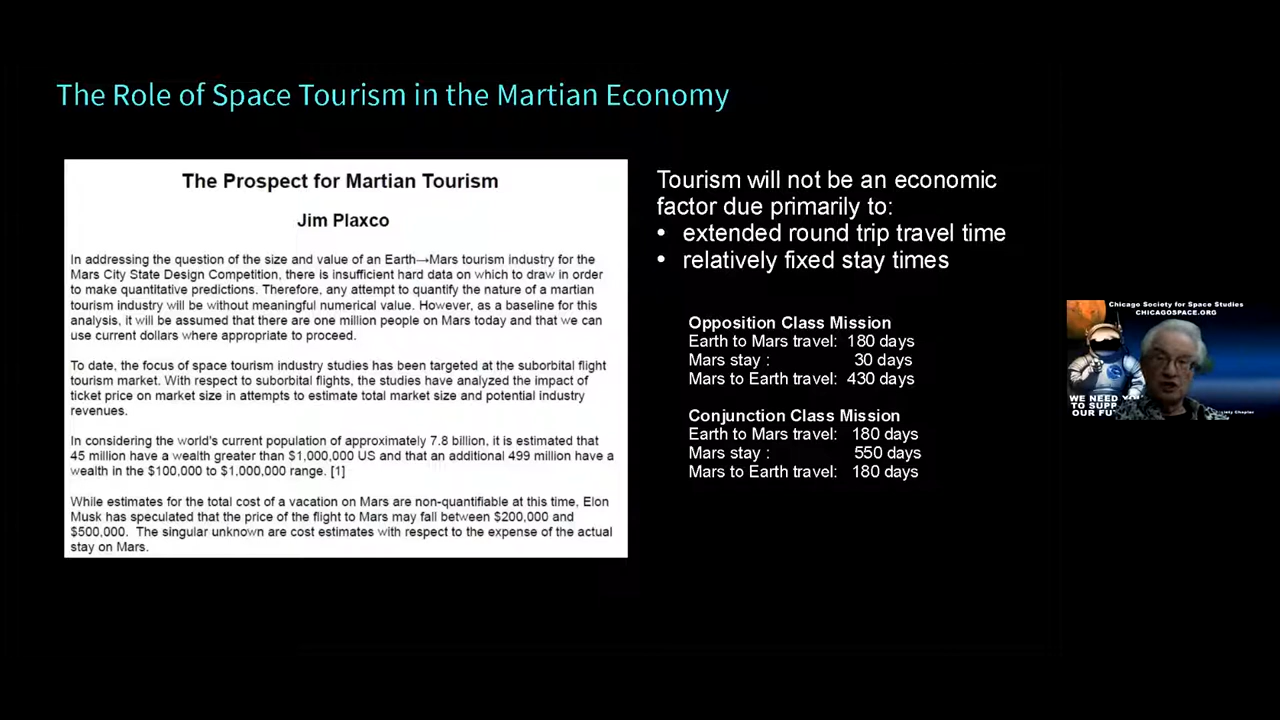 The Role of Space Tourism in the Martian Economy
The Prospect for Martian Tourism
Jim Plaxco
In addressing the question of the size and value of an Earth→Mars tourism industry for the
Mars City State Design Competition, there is insufficient hard data on which to draw in order
to make quantitative predictions. Therefore, any attempt to quantify the nature of a martian
tourism industry will be without meaningful numerical value. However, as a baseline for this
analysis, it will be assumed that there are one million people on Mars today and that we can
use current dollars where appropriate to proceed.
To date, the focus of space tourism industry studies has been targeted at the suborbital flight
tourism market. With respect to suborbital flights, the studies have analyzed the impact of
ticket price on market size in attempts to estimate total market size and potential industry
revenues.
In considering the world's current population of approximately 7.8 billion, it is estimated that
45 million have a wealth greater than $1,000,000 US and that an additional 499 million have a
wealth in the $100,000 to $1,000,000 range. [1]
While estimates for the total cost of a vacation on Mars are non-quantifiable at this time, Elon
Musk has speculated that the price of the flight to Mars may fall between $200,000 and
$500,000. The singular unknown are cost estimates with respect to the expense of the actual
stay on Mars.
Tourism will not be an economic
factor due primarily to:
• extended round trip travel time
• relatively fixed stay times
Opposition Class Mission
Earth to Mars travel: 180 days
Mars stay : 30 days
Mars to Earth travel: 430 days
Conjunction Class Mission
Earth to Mars travel: 180 days
Mars stay : 550 days
Mars to Earth travel: 180 days
Chicago Society for Space Studies
CHICAGOSPACE.ORG
WE NEED
TO SUPP
OUR FU
Chapter